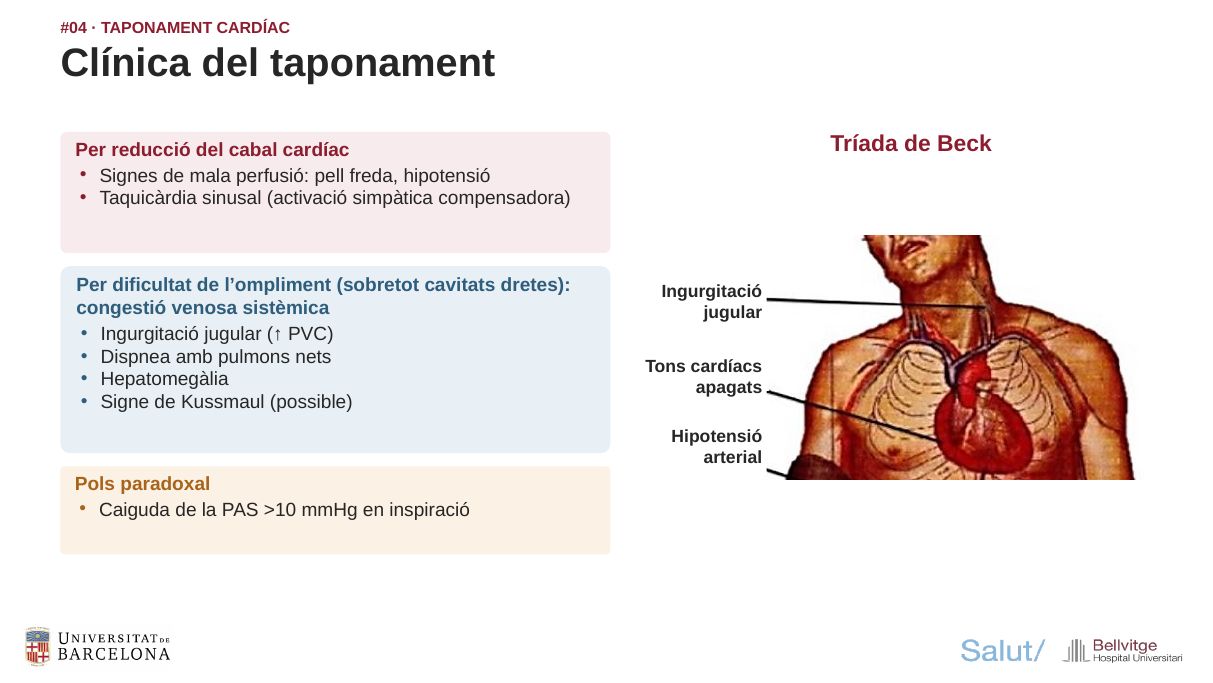 #04 · TAPONAMENT CARDÍAC
Clínica del taponament
Per reducció del cabal cardíac
• Signes de mala perfusió: pell freda, hipotensió
• Taquicàrdia sinusal (activació simpàtica compensadora)
Per dificultat de l’ompliment (sobretot cavitats dretes):
congestió venosa sistèmica
• Ingurgitació jugular (↑ PVC)
• Dispnea amb pulmons nets
• Hepatomegàlia
• Signe de Kussmaul (possible)
Pols paradoxal
• Caiguda de la PAS >10 mmHg en inspiració
Tríada de Beck
Ingurgitació
jugular
Tons cardíacs
apagats
Hipotensió
arterial
UNIVERSITAT DE
BARCELONA
Salut/
Bellvitge
Hospital Universitari